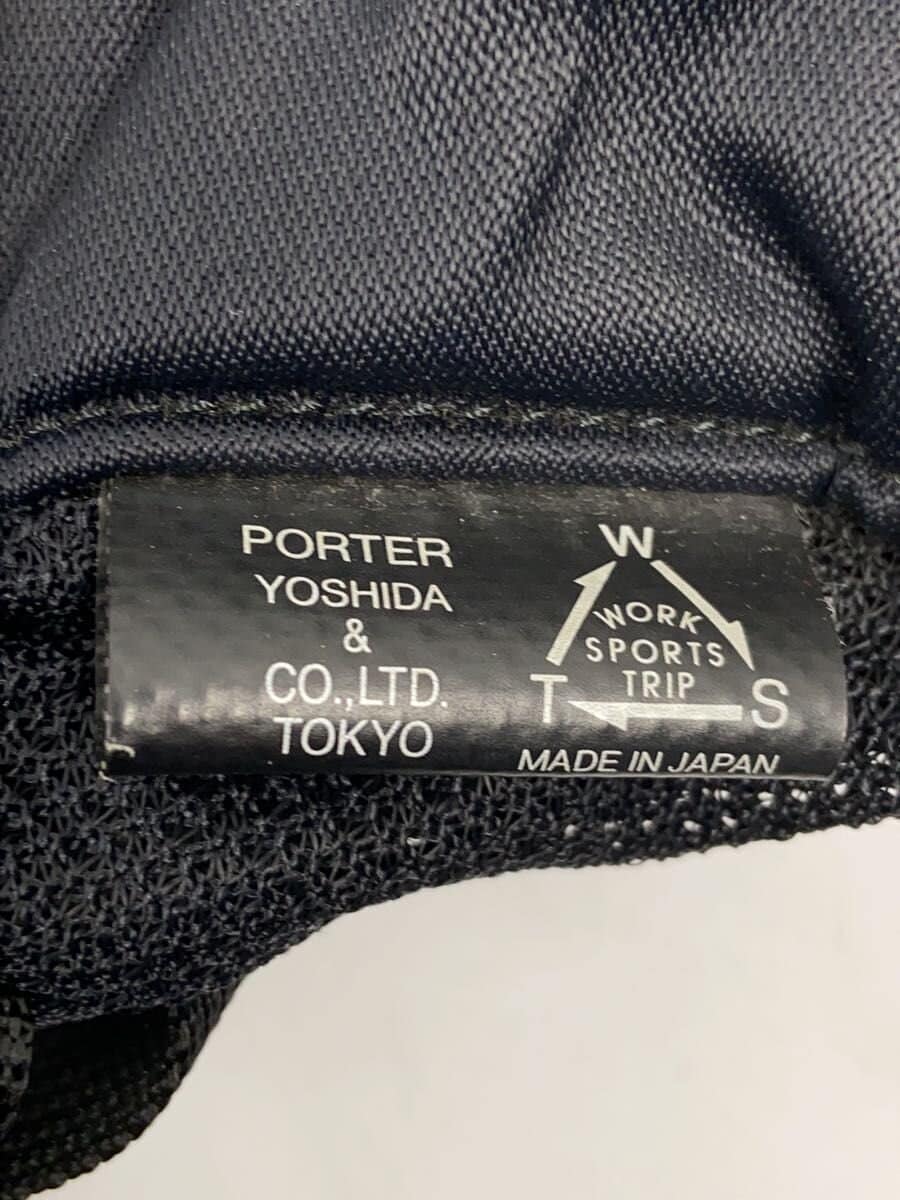 PORTER
YOSHIDA
&
CO.,LTD.
TOKYO
W
WORK
SPORTS
TRIP
T
S
MADE IN JAPAN